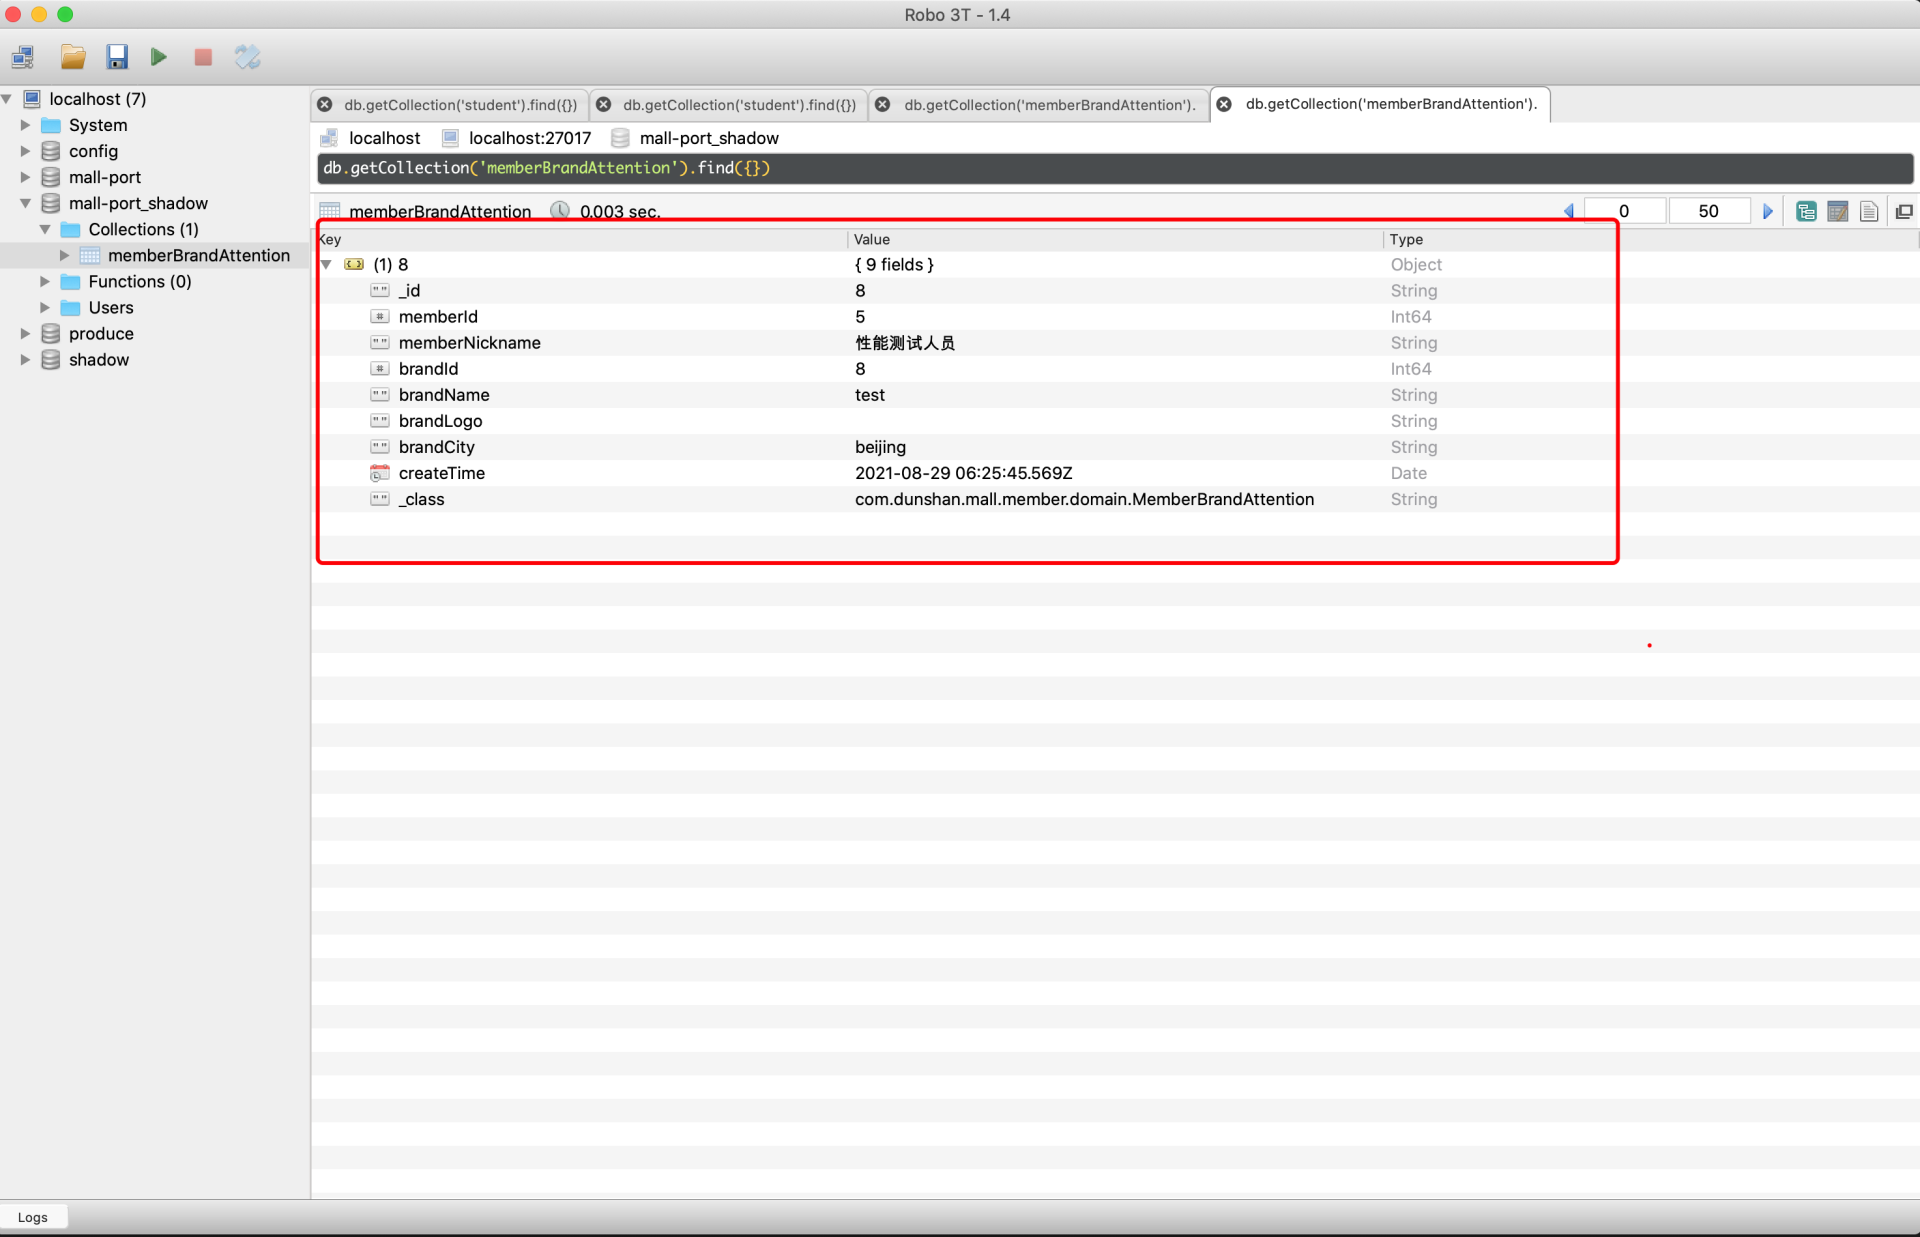 Robo 3T - 1.4
localhost (7)
System
config
mall-port
mall-port_shadow
Collections (1)
memberBrandAttention
Functions (0)
Users
produce
shadow
db.getCollection('student').find({})
db.getCollection('student').find({})
db.getCollection('memberBrandAttention').
db.getCollection('memberBrandAttention').
localhost localhost:27017 mall-port_shadow
db.getCollection('memberBrandAttention').find({})
memberBrandAttention 0.003 sec. 0 50
Key Value Type
(1) 8 { 9 fields } Object
_id 8 String
memberId 5 Int64
memberNickname 性能测试人员 String
brandId 8 Int64
brandName test String
brandLogo String
brandCity beijing String
createTime 2021-08-29 06:25:45.569Z Date
_class com.dunshan.mall.member.domain.MemberBrandAttention String
Logs